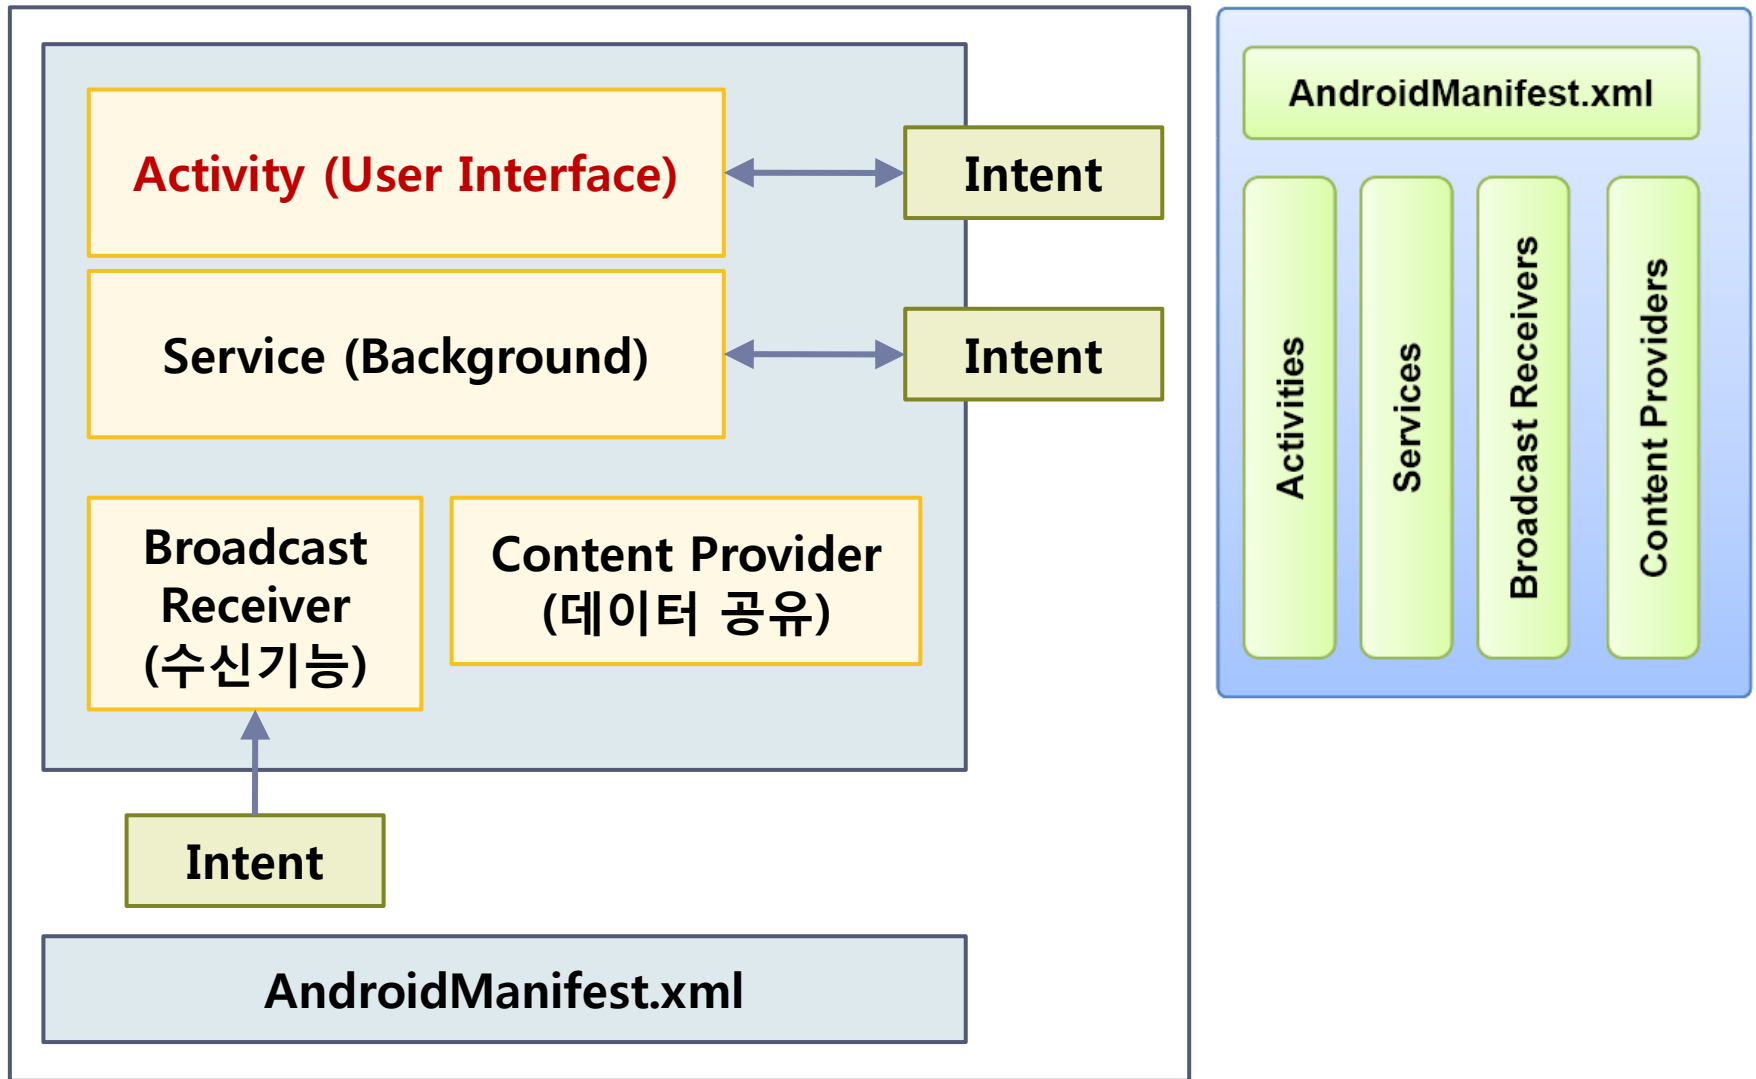 Activity (User Interface)
Intent
Service (Background)
Intent
Broadcast
Receiver
(수신기능)
Content Provider
(데이터 공유)
Intent
AndroidManifest.xml
AndroidManifest.xml
Activities
Services
Broadcast Receivers
Content Providers